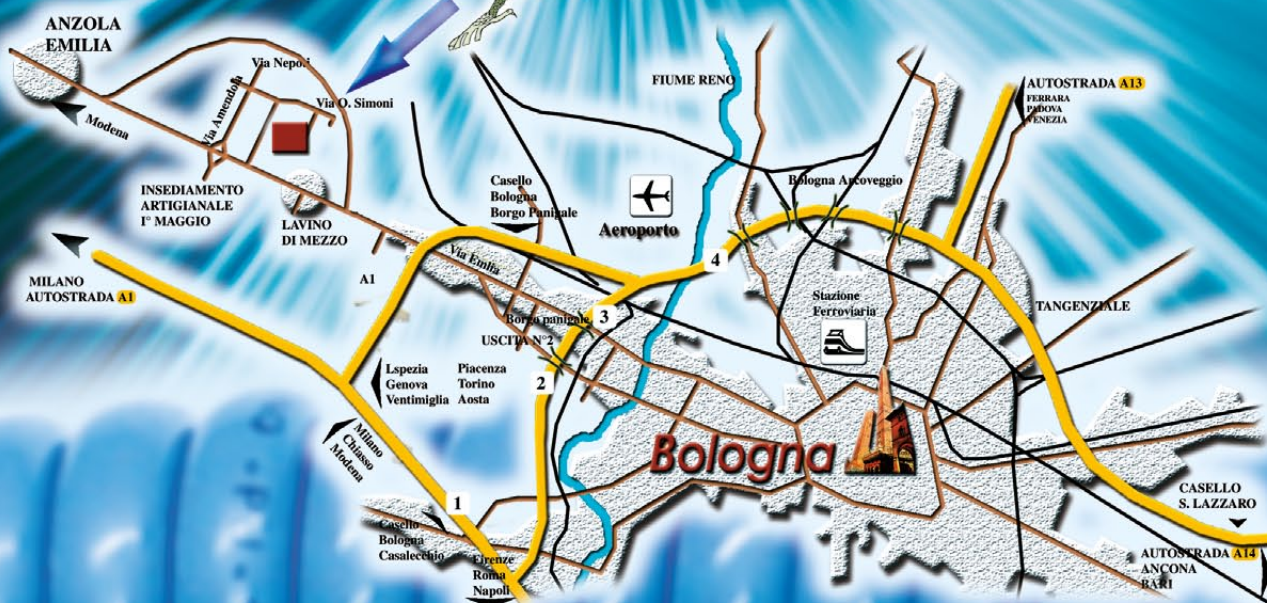 ANZOLA
EMILIA
Modena
Via Nepoti
Via Amendola
Via O. Simoni
INSEDIAMENTO
ARTIGIANALE
I° MAGGIO
LAVINO
DI MEZZO
MILANO
AUTOSTRADA A1
A1
Casello
Bologna
Borgo Panigale
Aeroporto
FIUME RENO
Bologna Arcoveggio
AUTOSTRADA A13
FERRARA
PADOVA
VENEZIA
Via Emilia
4
3
Borgo panigale
USCITA N°2
2
Stazione
Ferroviaria
TANGENZIALE
Lspezia
Genova
Ventimiglia
Piacenza
Torino
Aosta
Milano
Chiasso
Modena
Bologna
1
Casello
Bologna
Casalecchio
Firenze
Roma
Napoli
CASELLO
S. LAZZARO
AUTOSTRADA A14
ANCONA
BARI